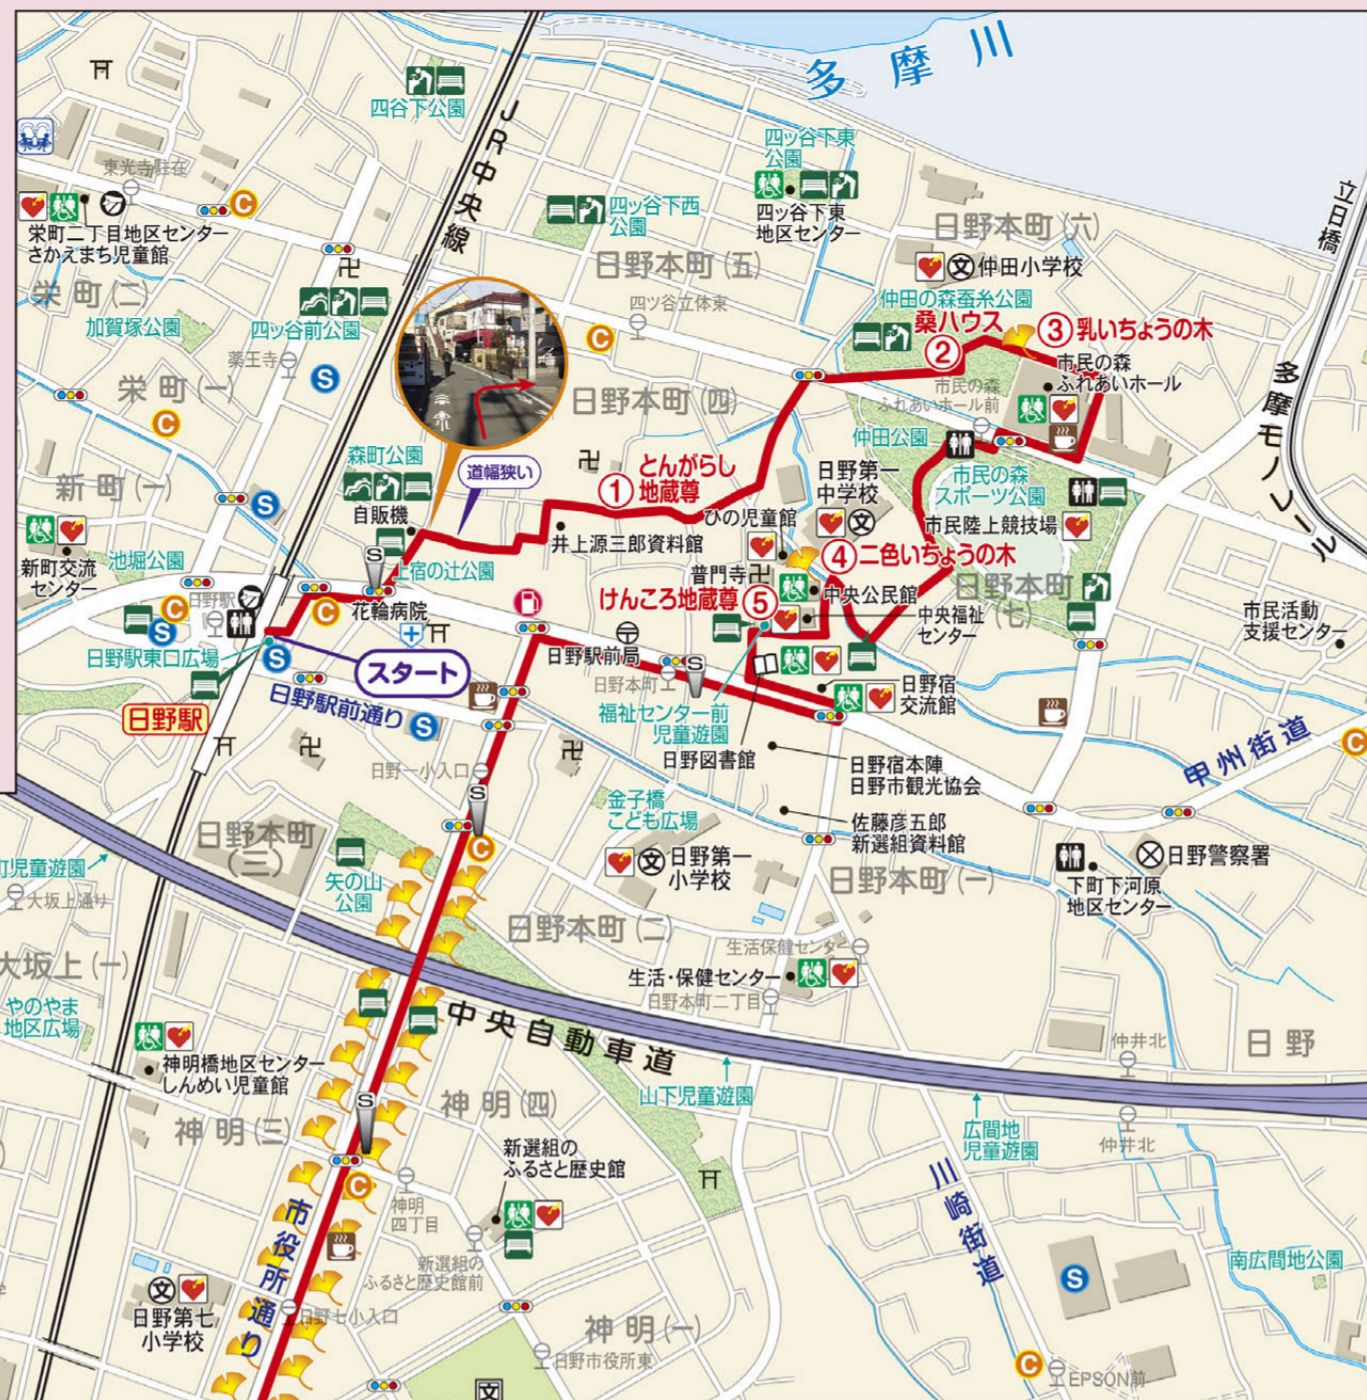 多摩川
四谷下公園
JR中央線
東光寺駐在
C
栄町二丁目地区センター
さかえまち児童館
四ッ谷下東
公園
四ッ谷下東
地区センター
四ッ谷下西
公園
日野本町(六)
立日橋
文
仲田小学校
日野本町(五)
栄町(二)
四ツ谷立体東
仲田の森蚕糸公園
桑ハウス
②
③乳いちょうの木
加賀塚公園
四ッ谷前公園
薬王寺
S
C
市民の森
ふれあいホール
市民の森
ふれあいホール前
栄町(一)
C
日野本町(四)
多摩モノレール
仲田公園
森町公園
道幅狭い
とんがらし
①地蔵尊
日野第一
中学校
文
市民の森
スポーツ公園
新町(一)
S
自販機
ひの児童館
市民陸上競技場
井上源三郎資料館
④二色いちょうの木
新町交流
センター
池堀公園
S
上宿の辻公園
普門寺
けんころ地蔵尊⑤
中央公民館
日野本町
(七)
日野駅
C
C
S
花輪病院
中央福祉
センター
市民活動
支援センター
日野駅東口広場
S
スタート
日野駅前局
日野本町
S
日野駅
日野駅前通り
S
福祉センター前
児童遊園
日野宿
交流館
日野図書館
甲州街道
C
日野一小入口
日野宿本陣
日野市観光協会
S
C
金子橋
こども広場
佐藤彦五郎
新選組資料館
日野本町
(三)
町児童遊園
矢の山
公園
文
日野第一
小学校
日野本町(一)
日野警察署
下町下河原
地区センター
大坂上通り
日野本町(二)
生活保健センター
大坂上(一)
生活・保健センター
日野本町二丁目
やのやま
地区広場
中央自動車道
仲井北
日野
神明橋地区センター
しんめい児童館
山下児童遊園
神明(四)
S
神明(三)
広間地
児童遊園
仲井北
新選組の
ふるさと歴史館
C
神明
四丁目
川崎街道
市役所通り
新選組の
ふるさと歴史館前
S
南広間地公園
文
日野第七
小学校
日野七小入口
神明(一)
日野市役所東
C
EPSON前
文